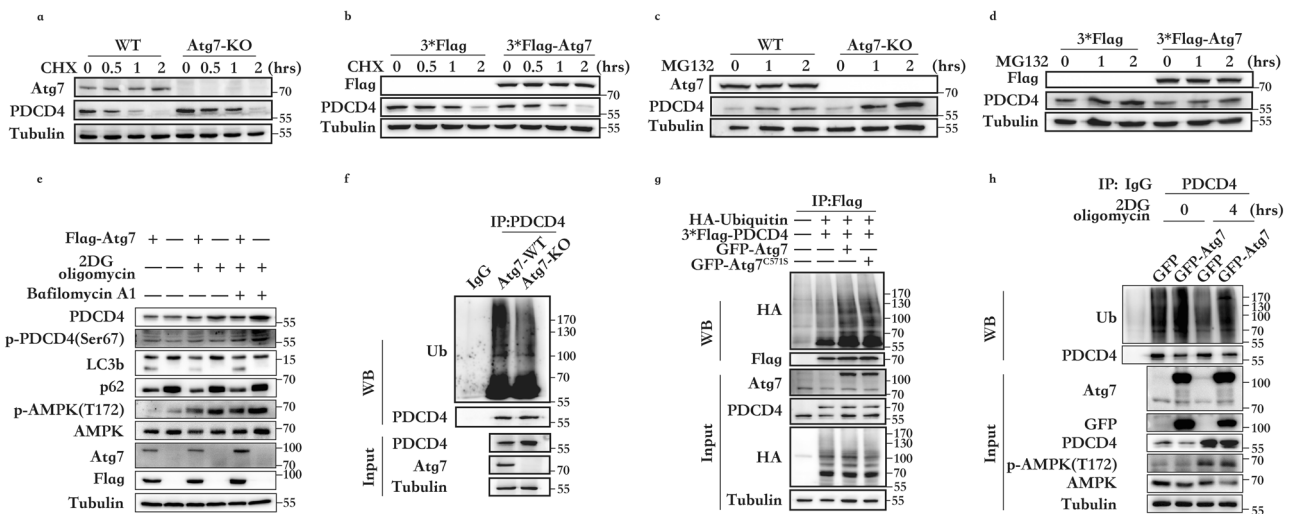 a
WT Atg7-KO
CHX 0 0.5 1 2 0 0.5 1 2 (hrs)
Atg7 70
PDCD4 55
Tubulin 55
b
3*Flag 3*Flag-Atg7
CHX 0 0.5 1 2 0 0.5 1 2 (hrs)
Flag 70
PDCD4 55
Tubulin 55
c
WT Atg7-KO
MG132 0 1 2 0 1 2 (hrs)
Atg7 70
PDCD4 55
Tubulin 55
d
3*Flag 3*Flag-Atg7
MG132 0 1 2 0 1 2 (hrs)
Flag 70
PDCD4 55
Tubulin 55
e
Flag-Atg7 + — + — + —
2DG
oligomycin — — + + + +
Bafilomycin A1 — — — — + +
PDCD4 55
p-PDCD4(Ser67) 55
LC3b 15
p62 70
55
p-AMPK(T172) 70
55
AMPK 70
Atg7 100
70
Flag 100
Tubulin 55
f
IP:PDCD4
IgG Atg7-WT Atg7-KO
WB
Ub 170
130
100
70
55
PDCD4 55
Input
PDCD4 55
Atg7 70
Tubulin 55
g
IP:Flag
HA-Ubiquitin — + + +
3*Flag-PDCD4 — + + +
GFP-Atg7 — — + —
GFP-Atg7C571S — — — +
WB
HA 170
130
100
70
55
Flag 70
Input
Atg7 100
70
PDCD4 70
55
HA 170
130
100
70
55
Tubulin 55
h
IP: IgG PDCD4
2DG
oligomycin 0 4 (hrs)
GFP GFP-Atg7 GFP GFP-Atg7
WB
Ub 170
130
100
70
55
PDCD4 55
Input
Atg7 100
70
GFP 100
PDCD4 55
p-AMPK(T172) 70
55
AMPK 55
Tubulin 55